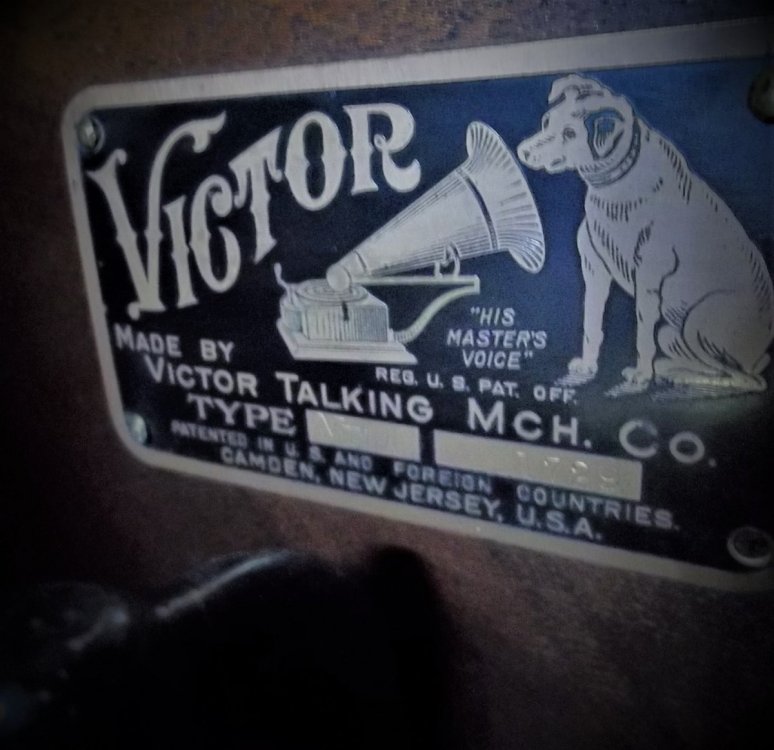 VICTOR
"HIS
MASTER'S
VOICE"
REG. U. S. PAT. OFF.
MADE BY
VICTOR TALKING MCH. CO.
TYPE
PATENTED IN U. S. AND FOREIGN COUNTRIES.
CAMDEN, NEW JERSEY, U.S.A.